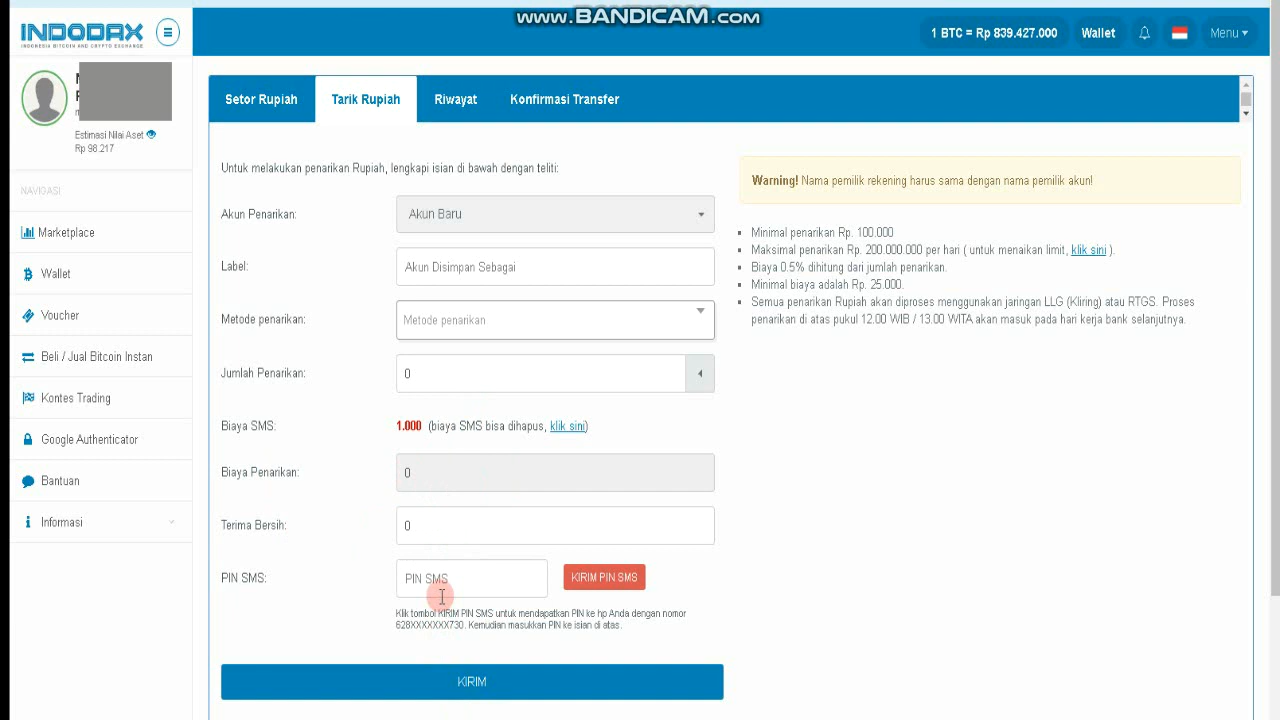 www.BANDICAM.com
INDODAX
INDONESIA BITCOIN AND CRYPTO EXCHANGE
1 BTC = Rp 839.427.000
Wallet
Menu
Estimasi Nilai Aset
Rp 98.217
NAVIGASI
Marketplace
Wallet
Voucher
Beli / Jual Bitcoin Instan
Kontes Trading
Google Authenticator
Bantuan
Informasi
Setor Rupiah
Tarik Rupiah
Riwayat
Konfirmasi Transfer
Untuk melakukan penarikan Rupiah, lengkapi isian di bawah dengan teliti:
Akun Penarikan:
Akun Baru
Label:
Akun Disimpan Sebagai
Metode penarikan:
Metode penarikan
Jumlah Penarikan:
0
Biaya SMS:
1.000 (biaya SMS bisa dihapus, klik sini)
Biaya Penarikan:
0
Terima Bersih:
0
PIN SMS:
PIN SMS
KIRIM PIN SMS
Klik tombol KIRIM PIN SMS untuk mendapatkan PIN ke hp Anda dengan nomor
628XXXXXXX730. Kemudian masukkan PIN ke isian di atas.
KIRIM
Warning! Nama pemilik rekening harus sama dengan nama pemilik akun!
Minimal penarikan Rp. 100.000
Maksimal penarikan Rp. 200.000.000 per hari ( untuk menaikan limit, klik sini ).
Biaya 0.5% dihitung dari jumlah penarikan.
Minimal biaya adalah Rp. 25.000.
Semua penarikan Rupiah akan diproses menggunakan jaringan LLG (Kliring) atau RTGS. Proses
penarikan di atas pukul 12.00 WIB / 13.00 WITA akan masuk pada hari kerja bank selanjutnya.